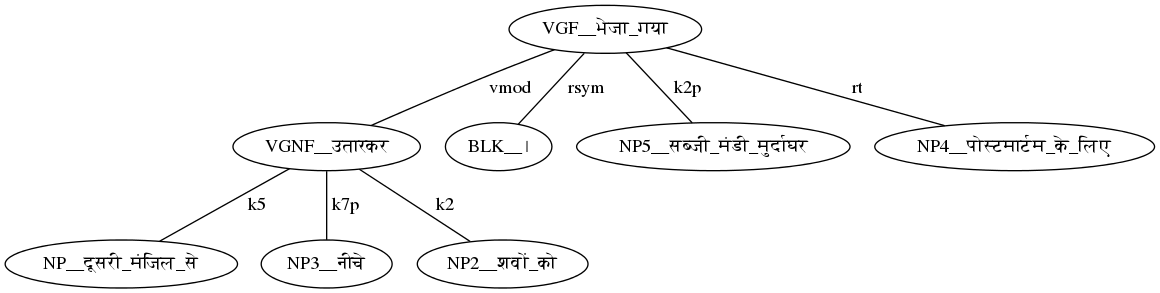 VGF__भेजा_गया
vmod rsym k2p rt
VGNF__उतारकर BLK__। NP5__सब्जी_मंडी_मुर्दाघर NP4__पोस्टमार्टम_के_लिए
k5 k7p k2
NP__दूसरी_मंजिल_से NP3__नीचे NP2__शवों_को